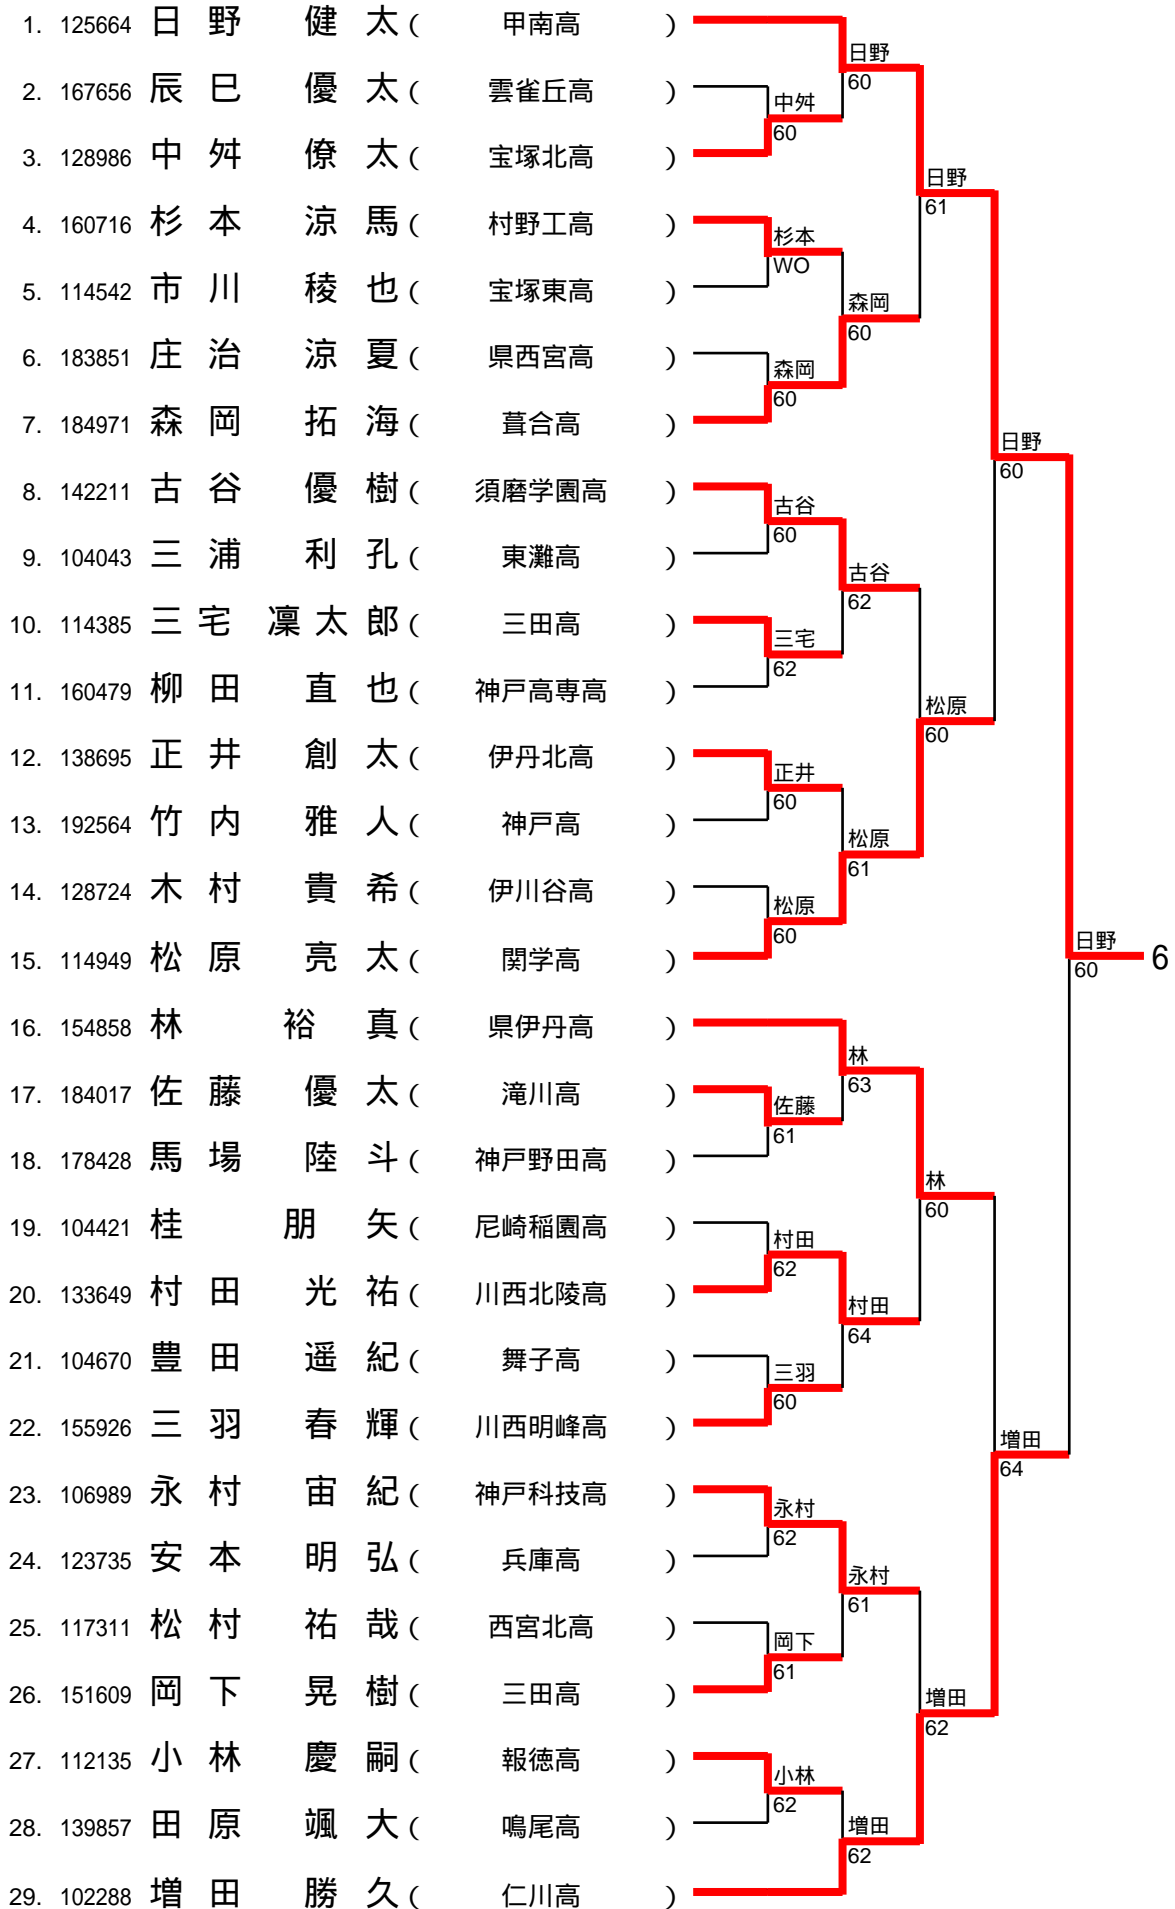 1. 125664 日野 健太 ( 甲南高 )
日野
60
2. 167656 辰巳 優太 ( 雲雀丘高 )
中舛
60
3. 128986 中舛 僚太 ( 宝塚北高 )
日野
61
4. 160716 杉本 涼馬 ( 村野工高 )
杉本
WO
5. 114542 市川 稜也 ( 宝塚東高 )
森岡
60
6. 183851 庄治 涼夏 ( 県西宮高 )
森岡
60
7. 184971 森岡 拓海 ( 葺合高 )
日野
60
8. 142211 古谷 優樹 ( 須磨学園高 )
古谷
60
9. 104043 三浦 利孔 ( 東灘高 )
古谷
62
10. 114385 三宅 凜太郎 ( 三田高 )
三宅
62
11. 160479 柳田 直也 ( 神戸高専高 )
松原
60
12. 138695 正井 創太 ( 伊丹北高 )
正井
60
13. 192564 竹内 雅人 ( 神戸高 )
松原
61
14. 128724 木村 貴希 ( 伊川谷高 )
松原
60
15. 114949 松原 亮太 ( 関学高 )
日野
60
6
16. 154858 林 裕真 ( 県伊丹高 )
林
63
17. 184017 佐藤 優太 ( 滝川高 )
佐藤
61
18. 178428 馬場 陸斗 ( 神戸野田高 )
林
60
19. 104421 桂 朋矢 ( 尼崎稲園高 )
村田
62
20. 133649 村田 光祐 ( 川西北陵高 )
村田
64
21. 104670 豊田 遥紀 ( 舞子高 )
三羽
60
22. 155926 三羽 春輝 ( 川西明峰高 )
増田
64
23. 106989 永村 宙紀 ( 神戸科技高 )
永村
62
24. 123735 安本 明弘 ( 兵庫高 )
永村
61
25. 117311 松村 祐哉 ( 西宮北高 )
岡下
61
26. 151609 岡下 晃樹 ( 三田高 )
増田
62
27. 112135 小林 慶嗣 ( 報徳高 )
小林
62
28. 139857 田原 颯大 ( 鳴尾高 )
増田
62
29. 102288 増田 勝久 ( 仁川高 )